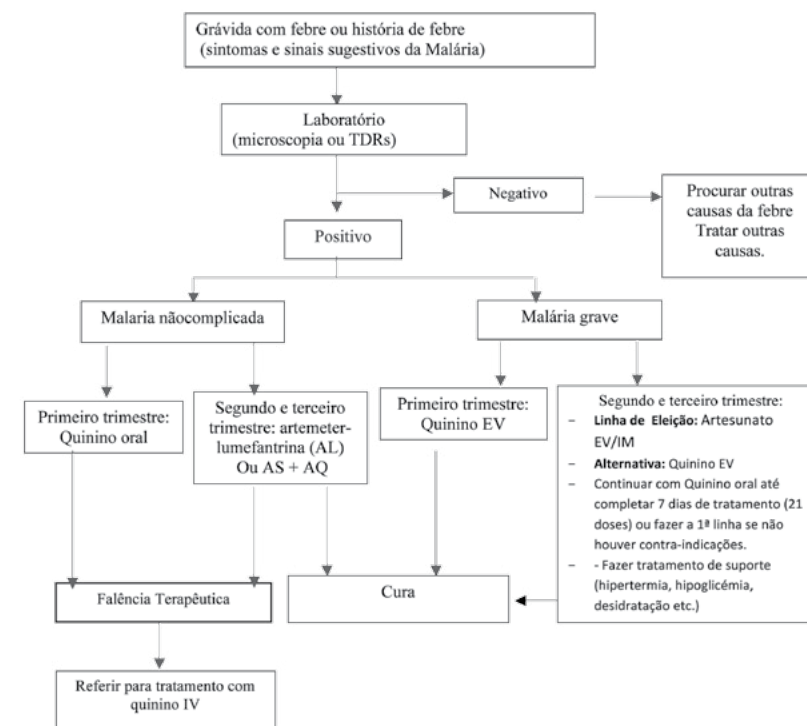 Grávida com febre ou história de febre
(sintomas e sinais sugestivos da Malária)
Laboratório
(microscopia ou TDRs)
Negativo
Procurar outras
causas da febre
Tratar outras
causas.
Positivo
Malaria nãocomplicada
Malária grave
Primeiro trimestre:
Quinino oral
Segundo e terceiro
trimestre: artemeter-
lumefantrina (AL)
Ou AS + AQ
Primeiro trimestre:
Quinino EV
Segundo e terceiro trimestre:
- Linha de Eleição: Artesunato
EV/IM
- Alternativa: Quinino EV
- Continuar com Quinino oral até
completar 7 dias de tratamento (21
doses) ou fazer a 1ª linha se não
houver contra-indicações.
- - Fazer tratamento de suporte
(hipertermia, hipoglicémia,
desidratação etc.)
Falência Terapêutica
Cura
Referir para tratamento com
quinino IV